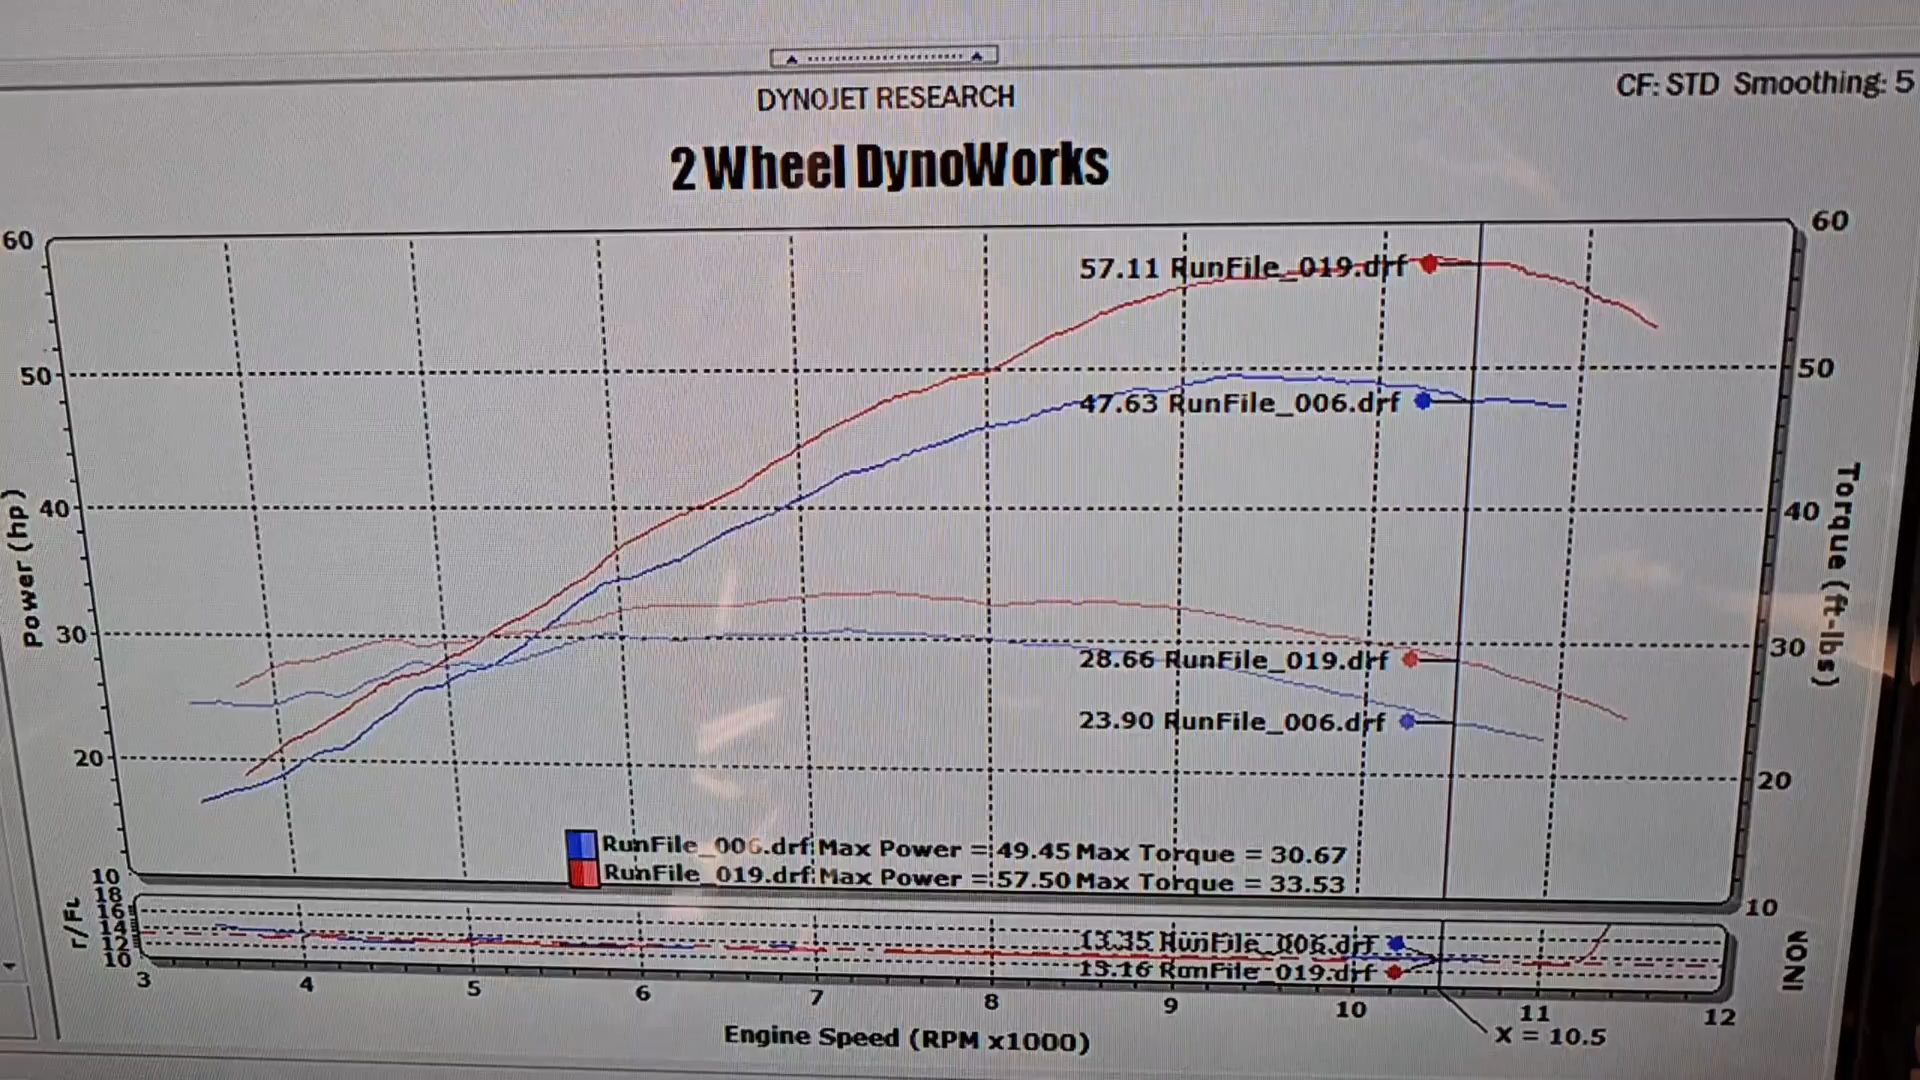 CF: STD Smoothing: 5
DYNOJET RESEARCH
2 Wheel DynoWorks
60
60
57.11 RunFile_019.drf
50
50
47.63 RunFile_006.drf
40
40
Power (hp)
Torque (ft-lbs)
30
30
28.66 RunFile_019.drf
23.90 RunFile_006.drf
20
20
RunFile_006.drf Max Power = 49.45 Max Torque = 30.67
RunFile_019.drf Max Power = 57.50 Max Torque = 33.53
10
10
18
16
14
12
10
13.35 RunFile_006.drf
13.16 RunFile_019.drf
3 4 5 6 7 8 9 10 11 12
X = 10.5
Engine Speed (RPM x1000)